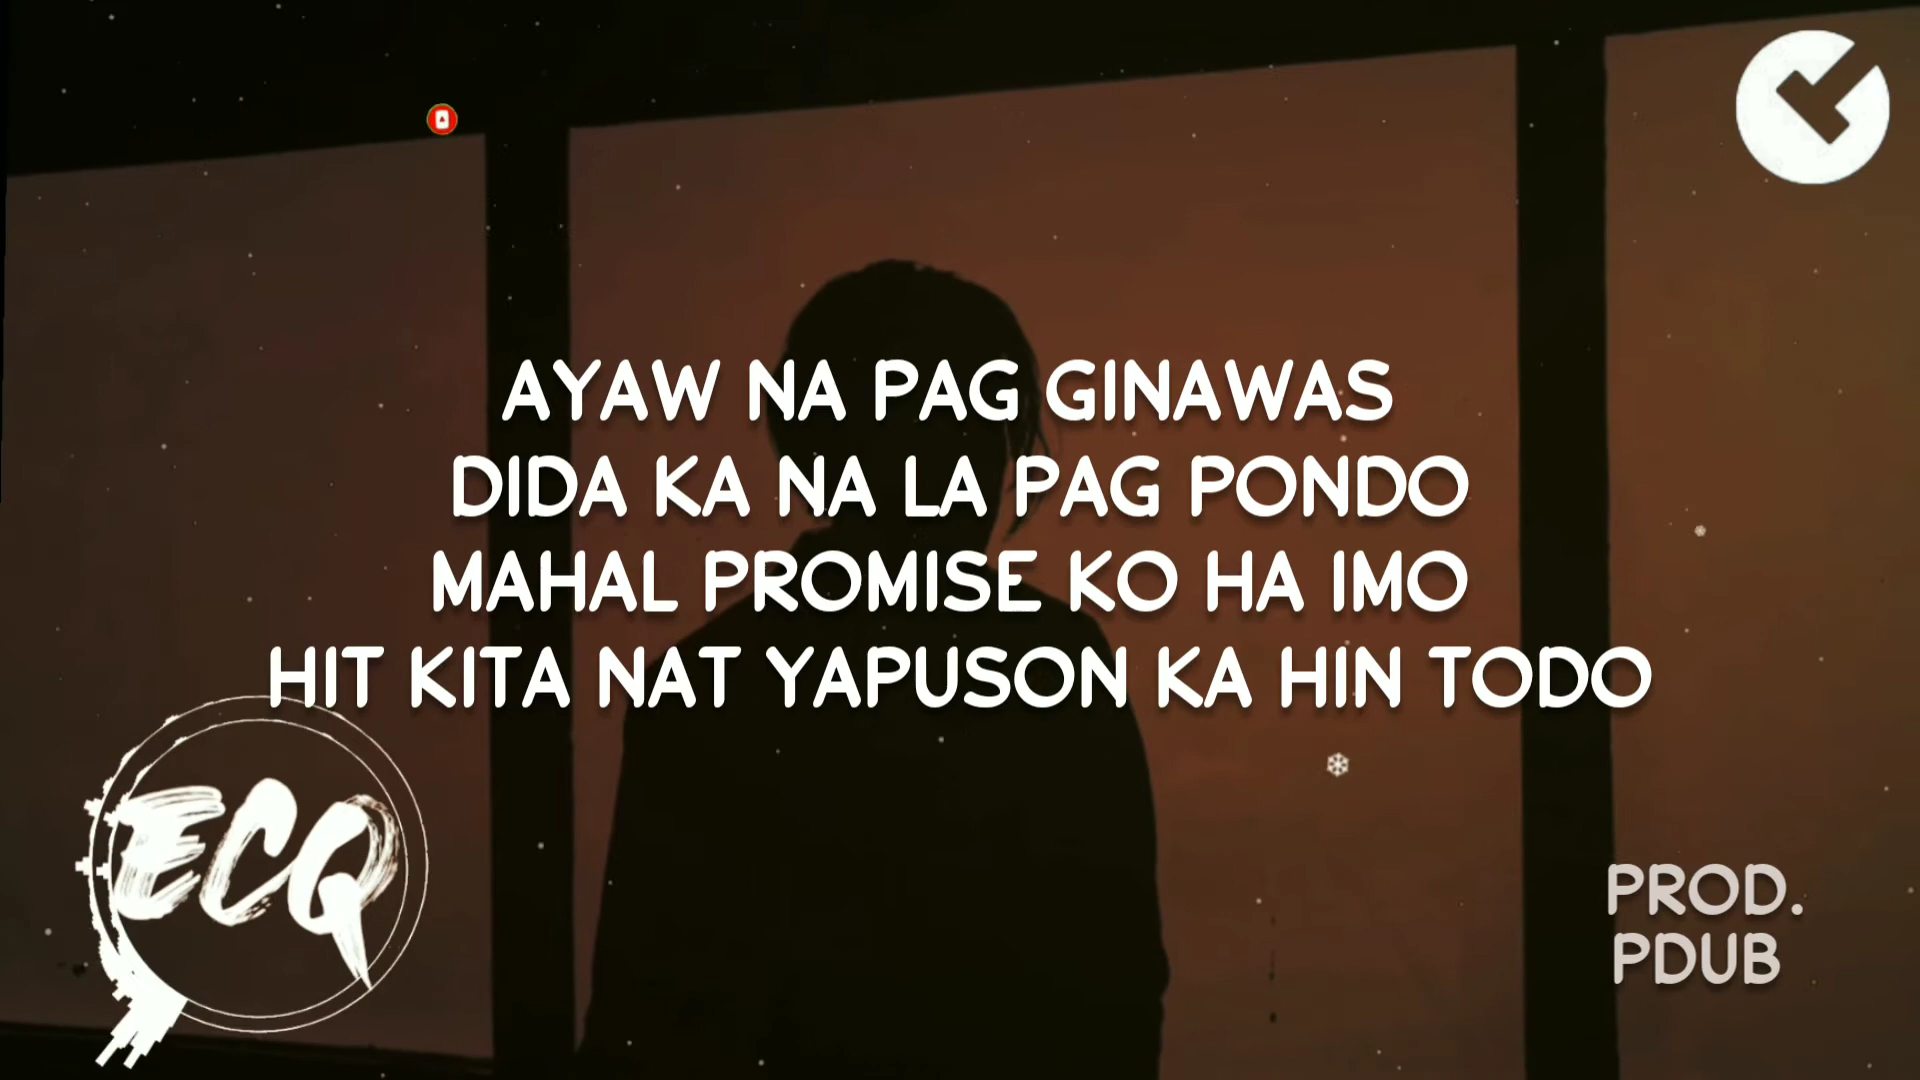 AYAW NA PAG GINAWAS
DIDA KA NA LA PAG PONDO
MAHAL PROMISE KO HA IMO
HIT KITA NAT YAPUSON KA HIN TODO
ECQ
PROD.
PDUB